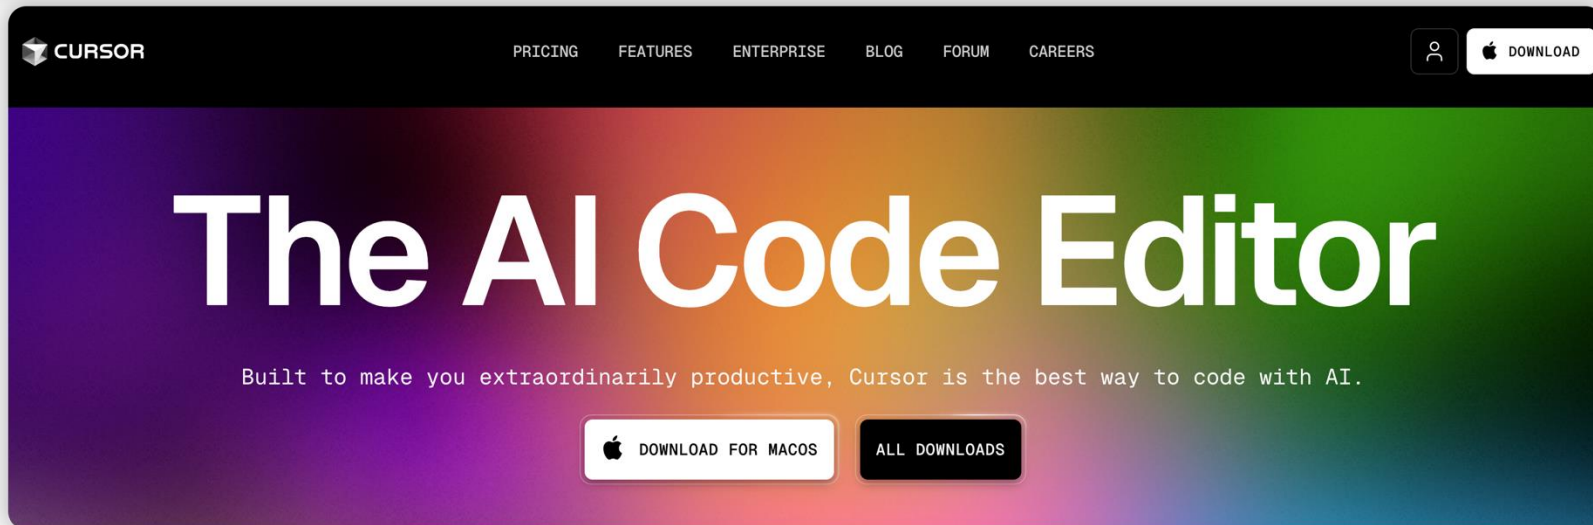 CURSOR
PRICING FEATURES ENTERPRISE BLOG FORUM CAREERS
DOWNLOAD
The AI Code Editor
Built to make you extraordinarily productive, Cursor is the best way to code with AI.
DOWNLOAD FOR MACOS
ALL DOWNLOADS